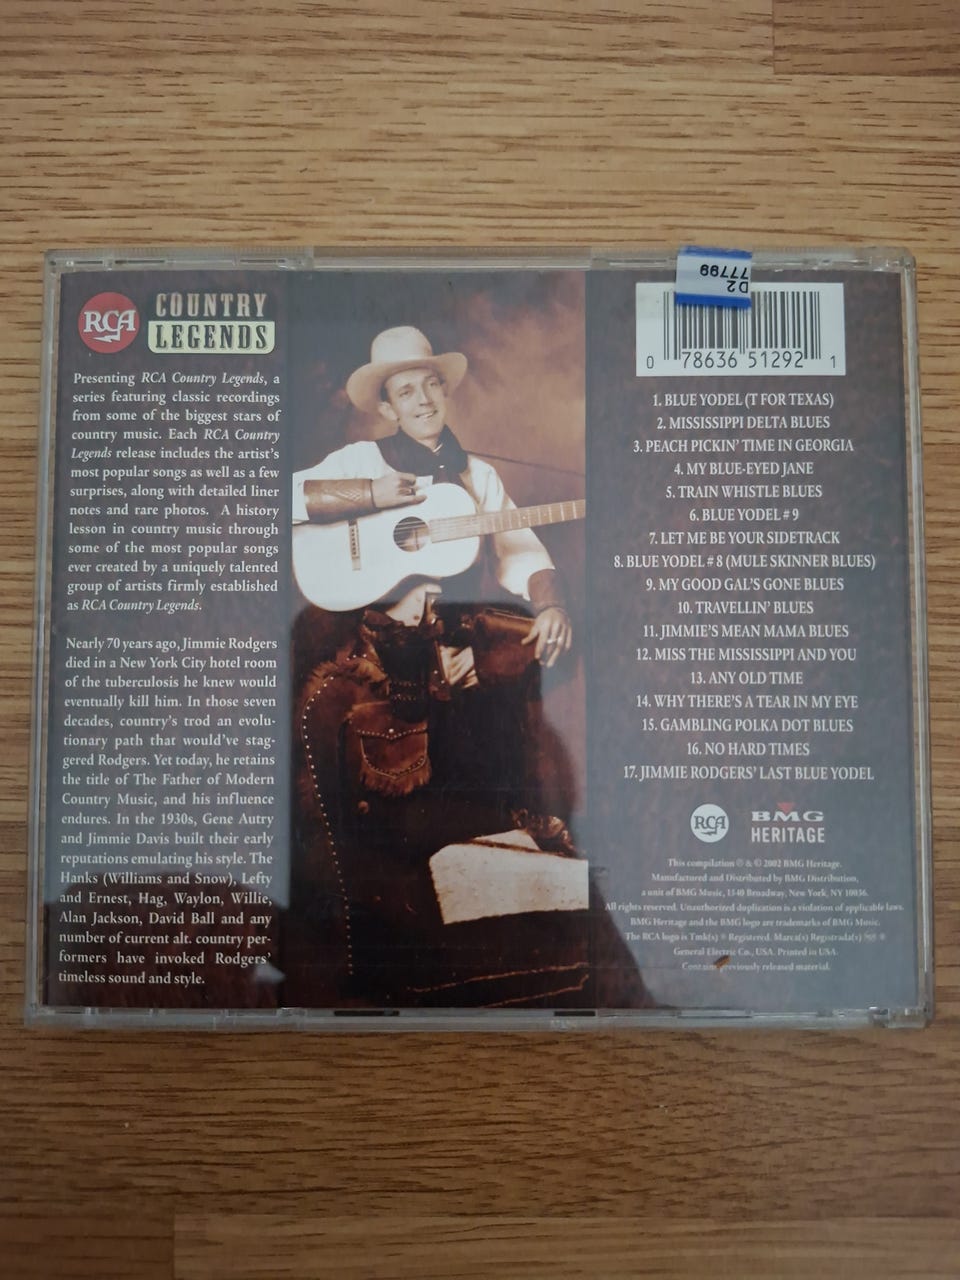 RCA
COUNTRY
LEGENDS
Presenting RCA Country Legends, a
series featuring classic recordings
from some of the biggest stars of
country music. Each RCA Country
Legends release includes the artist's
most popular songs as well as a few
surprises, along with detailed liner
notes and rare photos. A history
lesson in country music through
some of the most popular songs
ever created by a uniquely talented
group of artists firmly established
as RCA Country Legends.
Nearly 70 years ago, Jimmie Rodgers
died in a New York City hotel room
of the tuberculosis he knew would
eventually kill him. In those seven
decades, country's trod an evolu-
tionary path that would've stag-
gered Rodgers. Yet today, he retains
the title of The Father of Modern
Country Music, and his influence
endures. In the 1930s, Gene Autry
and Jimmie Davis built their early
reputations emulating his style. The
Hanks (Williams and Snow), Lefty
and Ernest, Hag, Waylon, Willie,
Alan Jackson, David Ball and any
number of current alt. country per-
formers have invoked Rodgers'
timeless sound and style.
D2
77799
0 78636 51292 1
1. BLUE YODEL (T FOR TEXAS)
2. MISSISSIPPI DELTA BLUES
3. PEACH PICKIN' TIME IN GEORGIA
4. MY BLUE-EYED JANE
5. TRAIN WHISTLE BLUES
6. BLUE YODEL # 9
7. LET ME BE YOUR SIDETRACK
8. BLUE YODEL # 8 (MULE SKINNER BLUES)
9. MY GOOD GAL'S GONE BLUES
10. TRAVELLIN' BLUES
11. JIMMIE'S MEAN MAMA BLUES
12. MISS THE MISSISSIPPI AND YOU
13. ANY OLD TIME
14. WHY THERE'S A TEAR IN MY EYE
15. GAMBLING POLKA DOT BLUES
16. NO HARD TIMES
17. JIMMIE RODGERS' LAST BLUE YODEL
RCA
BMG
HERITAGE
This compilation ℗ & © 2002 BMG Heritage.
Manufactured and Distributed by BMG Distribution,
a unit of BMG Music, 1540 Broadway, New York, NY 10036.
All rights reserved. Unauthorized duplication is a violation of applicable laws.
BMG Heritage and the BMG logo are trademarks of BMG Music.
The RCA logo is Tmk(s) ® Registered. Marca(s) Registrada(s) ®
General Electric Co., USA. Printed in USA.
Contains previously released material.